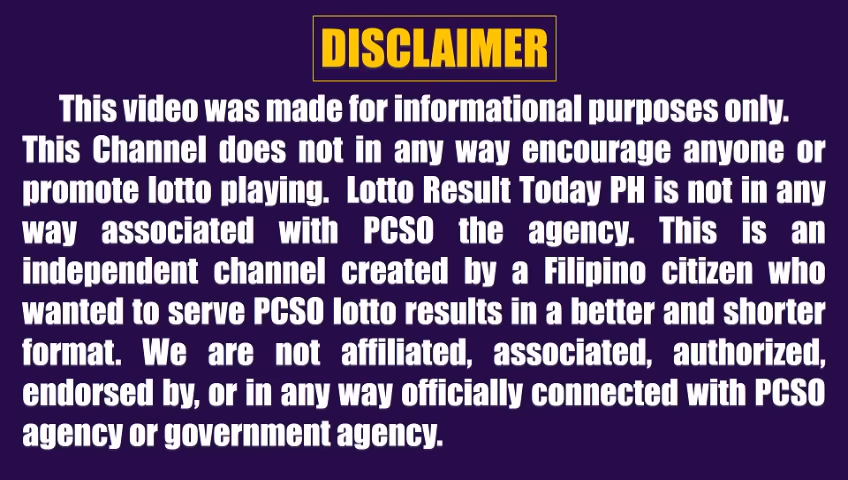 DISCLAIMER
This video was made for informational purposes only.
This Channel does not in any way encourage anyone or
promote lotto playing.  Lotto Result Today PH is not in any
way associated with PCSO the agency. This is an
independent channel created by a Filipino citizen who
wanted to serve PCSO lotto results in a better and shorter
format. We are not affiliated, associated, authorized,
endorsed by, or in any way officially connected with PCSO
agency or government agency.